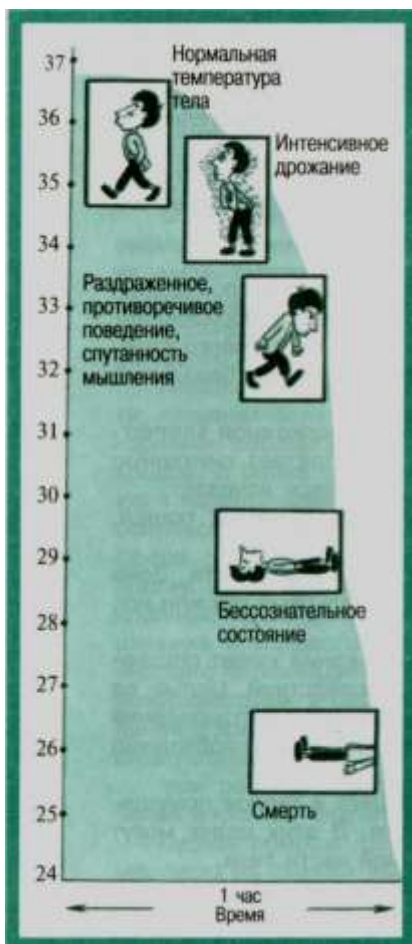 37
Нормальная
температура
тела
36
Интенсивное
дрожание
35
34
Раздраженное,
противоречивое
поведение,
спутанность
мышления
33
32
31
30
29
Бессознательное
состояние
28
27
26
Смерть
25
24
1 час
Время